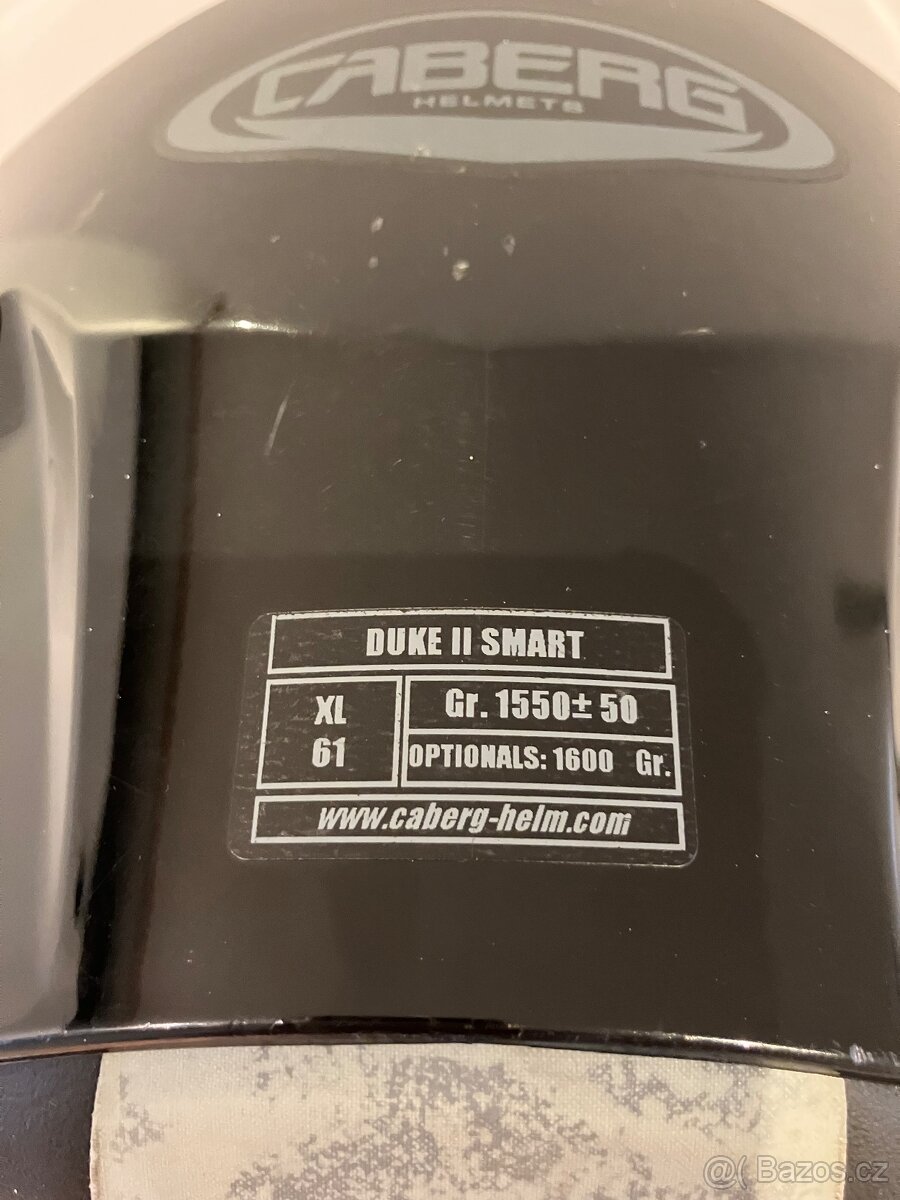 CABERG
HELMETS
DUKE II SMART
XL
61
Gr. 1550± 50
OPTIONALS: 1600 Gr.
www.caberg-helm.com
@( Bazos.cz